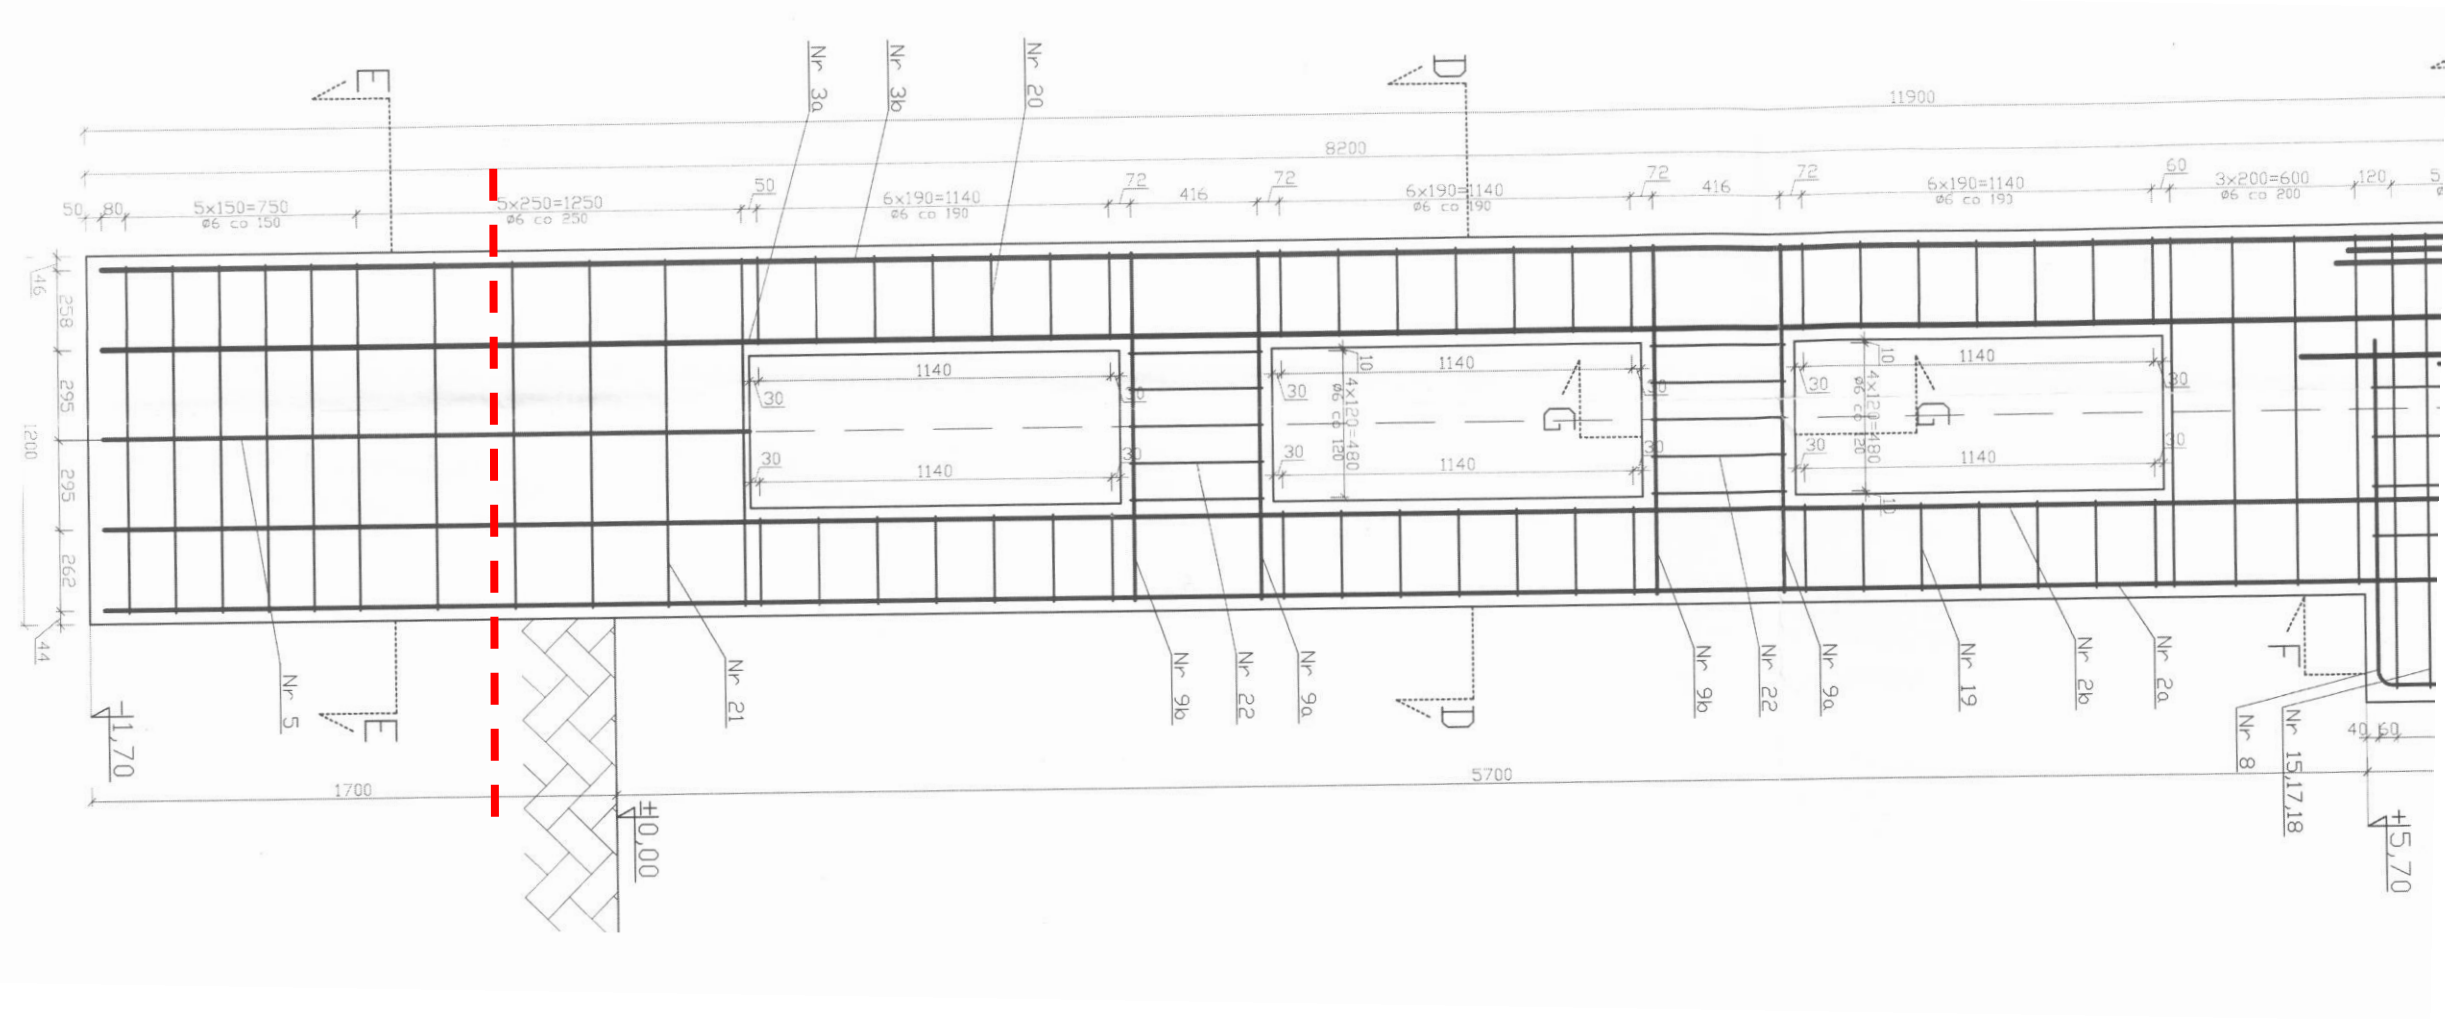 Nr 3a
Nr 3b
Nr 20
E
D
11900
8200
50
80
5x150=750
ø6 co 150
5x250=1250
ø6 co 250
50
6x190=1140
ø6 co 190
72
416
72
6x190=1140
ø6 co 190
72
416
72
6x190=1140
ø6 co 190
60
3x200=600
ø6 co 200
120
5
46
258
295
1200
295
262
44
1140
30
30
1140
30
30
1140
30
30
10
4x120=480
ø6 co 120
1140
30
30
G
1140
30
30
10
4x120=480
ø6 co 120
10
1140
30
30
G
Nr 5
E
Nr 21
Nr 9b
Nr 22
Nr 9a
D
Nr 9b
Nr 22
Nr 9a
Nr 19
Nr 2b
Nr 2a
F
Nr 8
Nr 15,17,18
40
60
-1,70
1700
±0,00
5700
+5,70